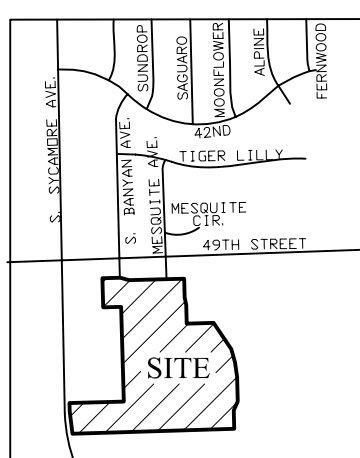 SUNDROP
SAGUARO
MOONFLOWER
ALPINE
FERNWOOD
S. SYCAMORE AVE.
42ND
S. BANYAN AVE.
MESQUITE AVE.
TIGER LILLY
MESQUITE
CIR.
49TH STREET
SITE